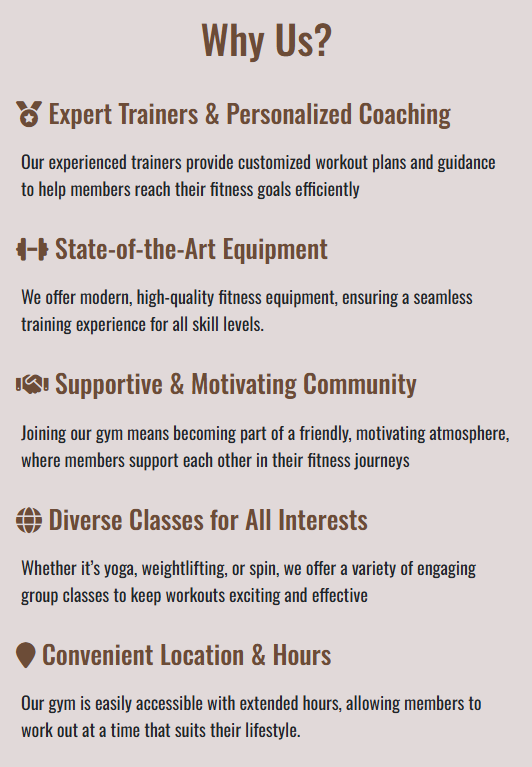 Why Us?
Expert Trainers & Personalized Coaching
Our experienced trainers provide customized workout plans and guidance
to help members reach their fitness goals efficiently
State-of-the-Art Equipment
We offer modern, high-quality fitness equipment, ensuring a seamless
training experience for all skill levels.
Supportive & Motivating Community
Joining our gym means becoming part of a friendly, motivating atmosphere,
where members support each other in their fitness journeys
Diverse Classes for All Interests
Whether it's yoga, weightlifting, or spin, we offer a variety of engaging
group classes to keep workouts exciting and effective
Convenient Location & Hours
Our gym is easily accessible with extended hours, allowing members to
work out at a time that suits their lifestyle.